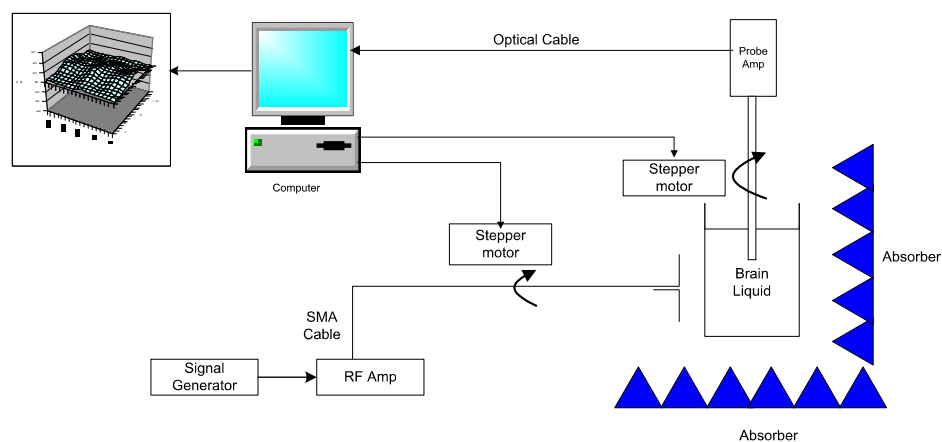 Optical Cable
Probe
Amp
Computer
Stepper
motor
Stepper
motor
Brain
Liquid
Absorber
SMA
Cable
Signal
Generator
RF Amp
Absorber